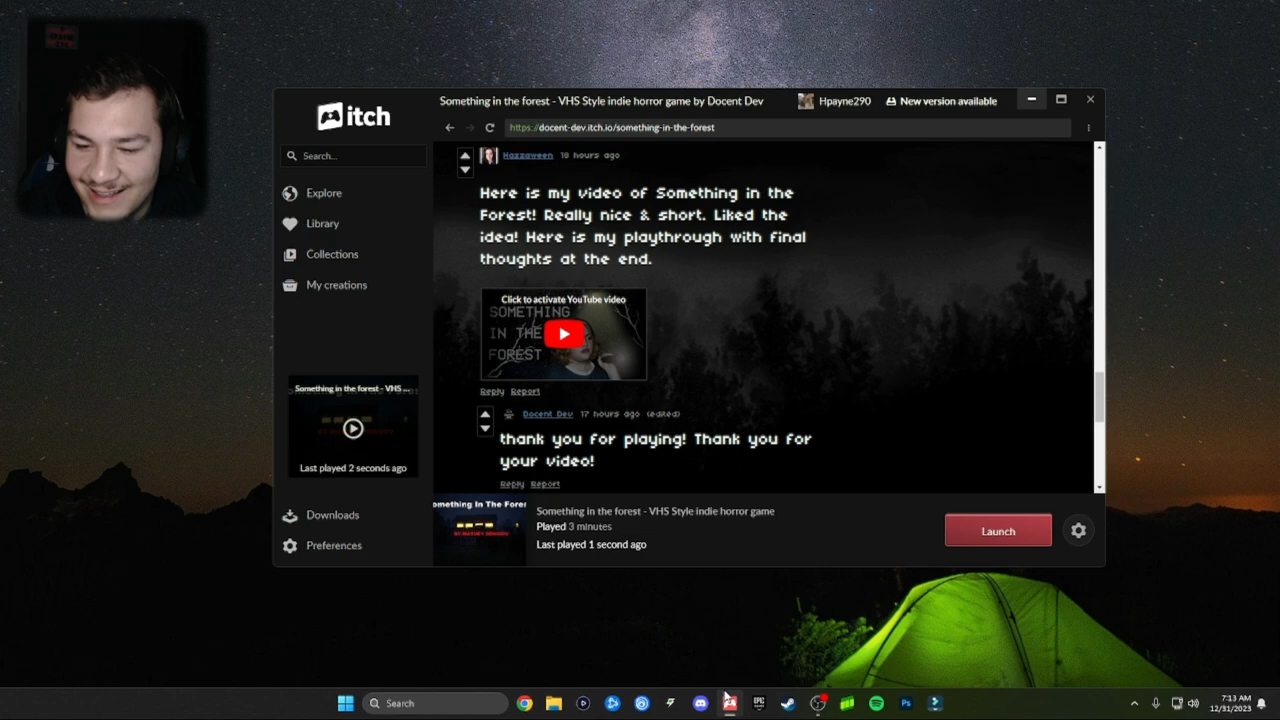 itch
Something in the forest - VHS Style indie horror game by Docent Dev
Hpayne290
New version available
https://docent-dev.itch.io/something-in-the-forest
Search...
Explore
Library
Collections
My creations
Hazzaween 10 hours ago
Here is my video of Something in the
Forest! Really nice & short. Liked the
idea! Here is my playthrough with final
thoughts at the end.
Click to activate YouTube video
SOMETHING
IN THE
FOREST
Reply Report
Docent Dev 17 hours ago (edited)
thank you for playing! Thank you for
your video!
Reply Report
Something in the forest - VHS ...
Last played 2 seconds ago
Downloads
Preferences
omething In The Fores
Something in the forest - VHS Style indie horror game
Played 3 minutes
Last played 1 second ago
Launch
Search
EPIC
Ps
7:13 AM
12/31/2023